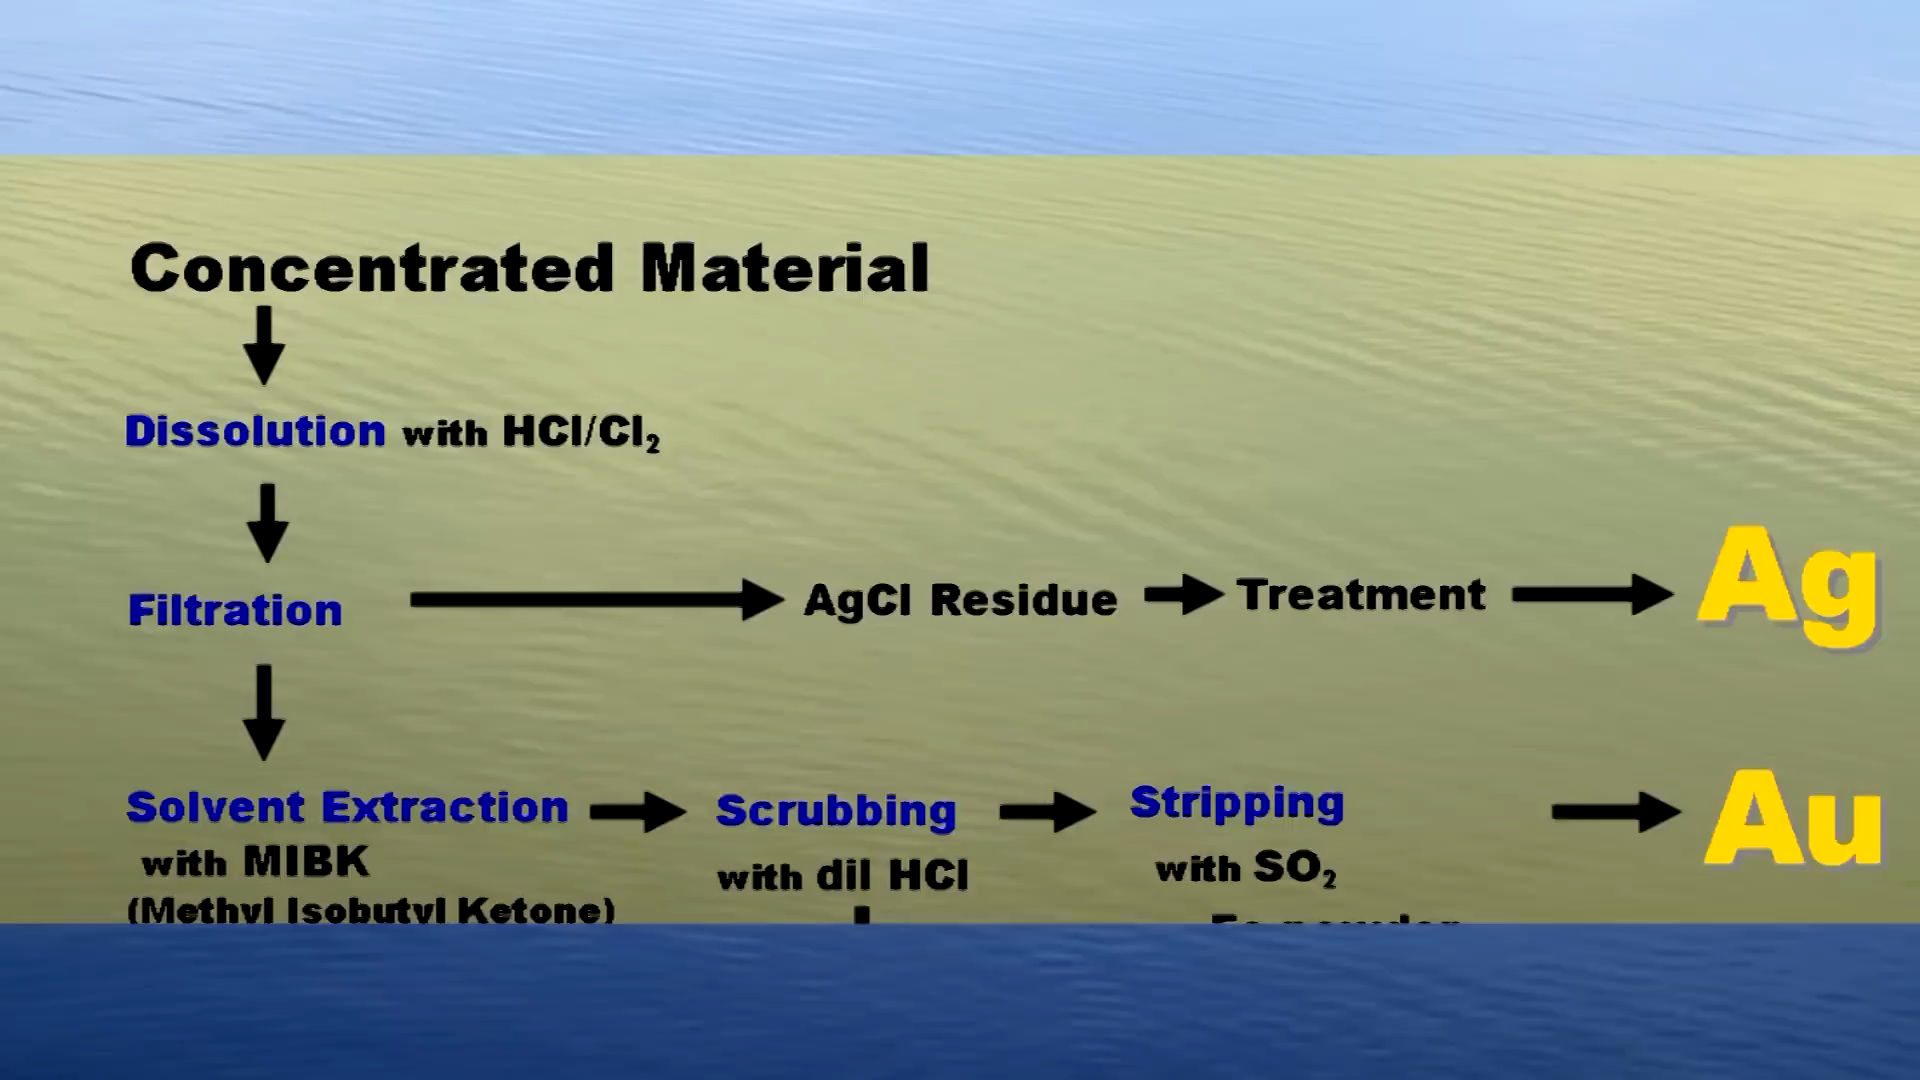 Concentrated Material
Dissolution with HCl/Cl₂
Filtration AgCl Residue Treatment Ag
Solvent Extraction Scrubbing Stripping Au
with MIBK with dil HCl with SO₂
(Methyl Isobutyl Ketone)